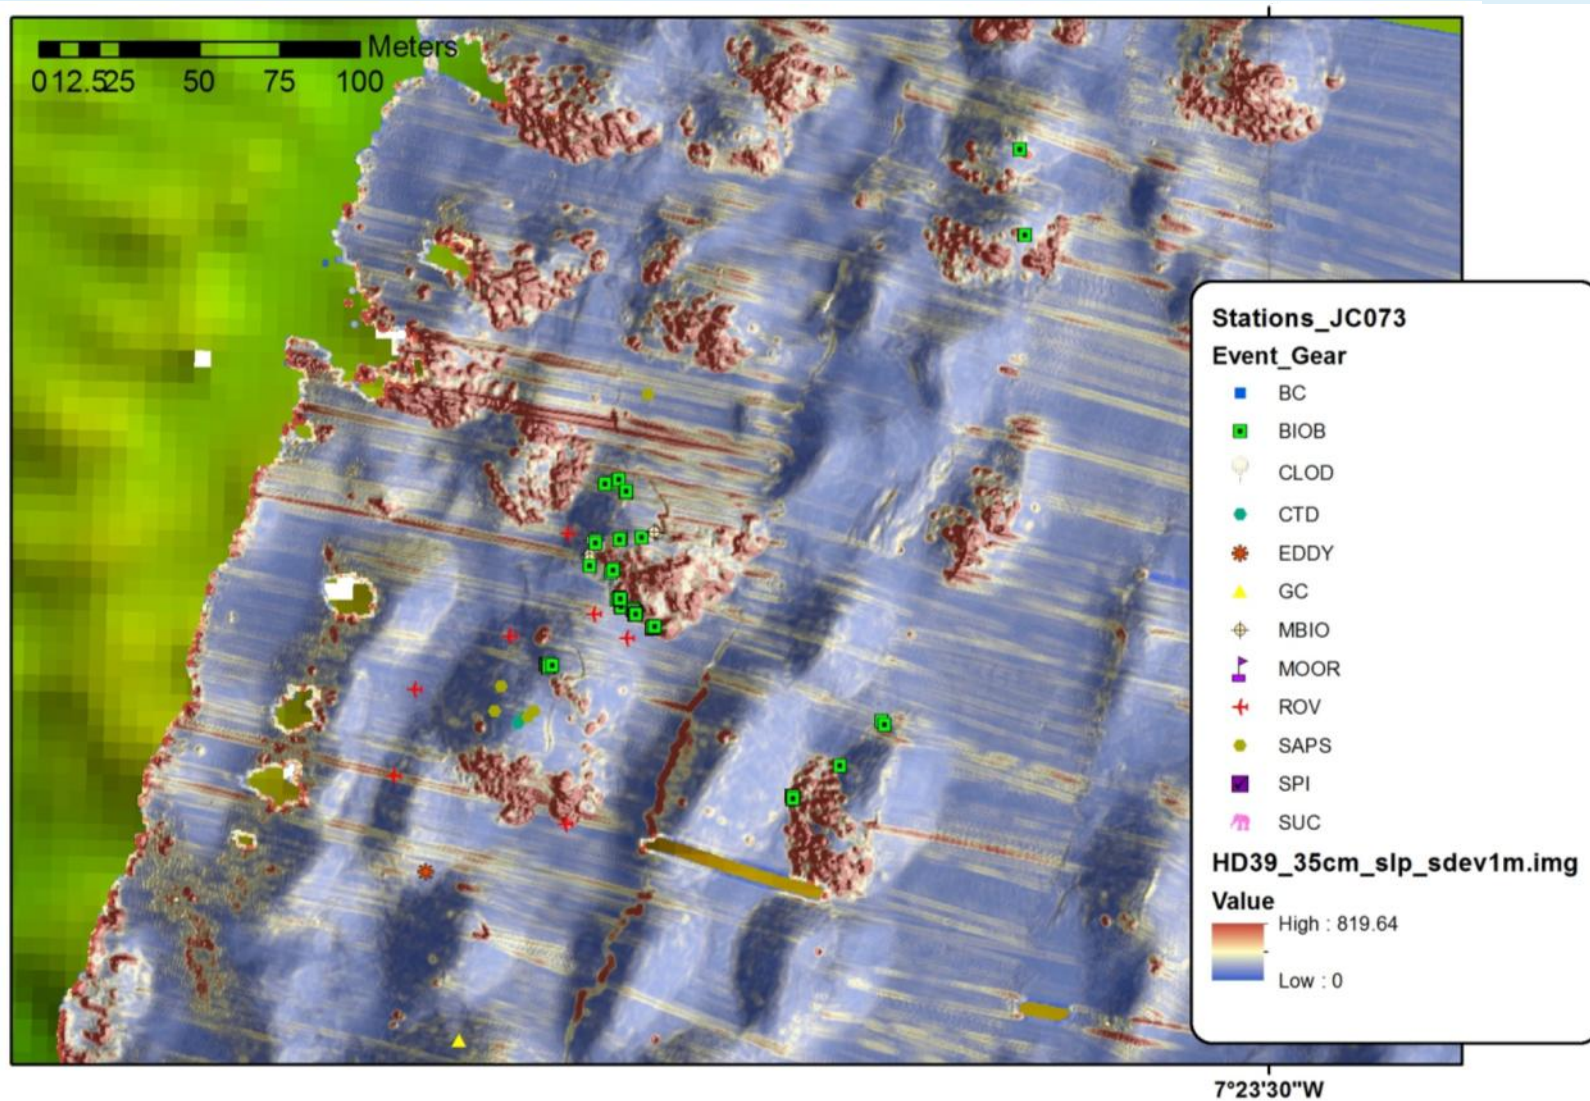 Meters
0 12.5 25 50 75 100
Stations_JC073
Event_Gear
BC
BIOB
CLOD
CTD
EDDY
GC
MBIO
MOOR
ROV
SAPS
SPI
SUC
HD39_35cm_slp_sdev1m.img
Value
High : 819.64
Low : 0
7°23'30"W